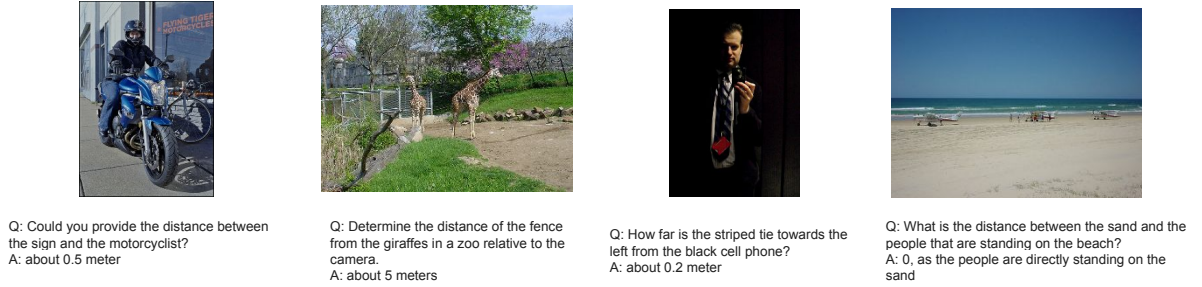 FLYING TIGER
MOTORCYCLES
Q: Could you provide the distance between
the sign and the motorcyclist?
A: about 0.5 meter
Q: Determine the distance of the fence
from the giraffes in a zoo relative to the
camera.
A: about 5 meters
Q: How far is the striped tie towards the
left from the black cell phone?
A: about 0.2 meter
Q: What is the distance between the sand and the
people that are standing on the beach?
A: 0, as the people are directly standing on the
sand